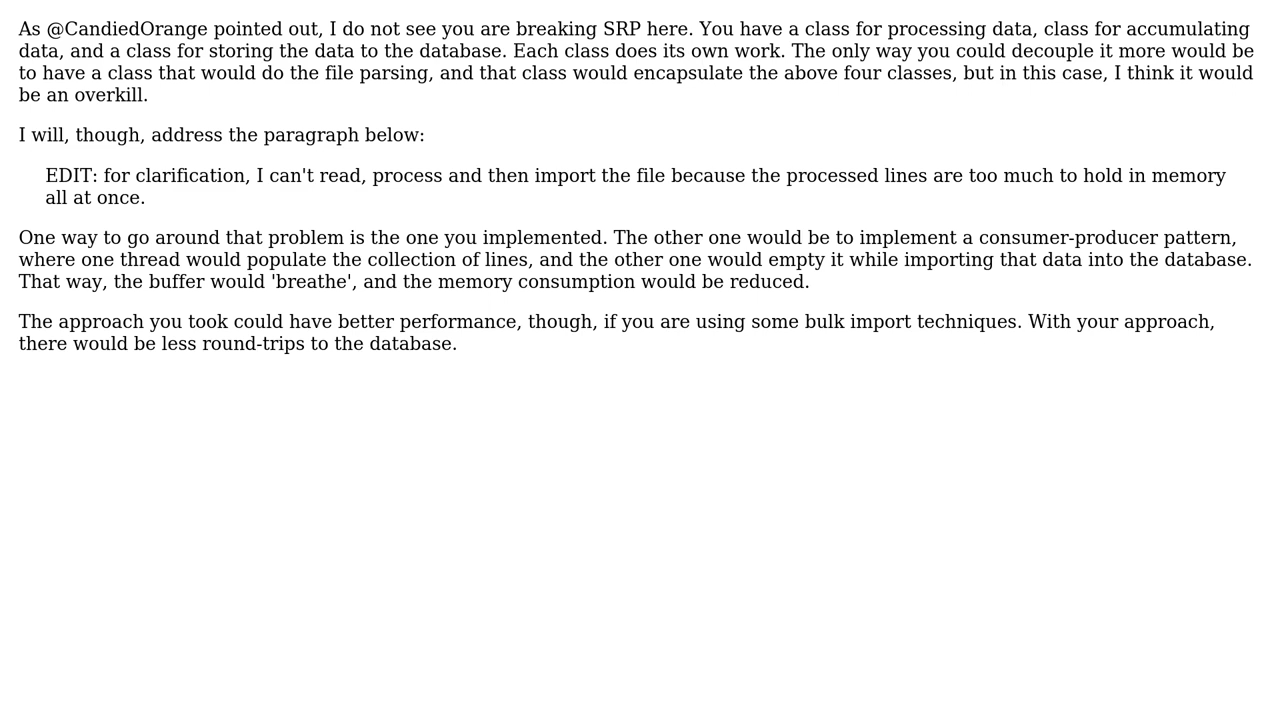 As @CandiedOrange pointed out, I do not see you are breaking SRP here. You have a class for processing data, class for accumulating
data, and a class for storing the data to the database. Each class does its own work. The only way you could decouple it more would be
to have a class that would do the file parsing, and that class would encapsulate the above four classes, but in this case, I think it would
be an overkill.
I will, though, address the paragraph below:
EDIT: for clarification, I can't read, process and then import the file because the processed lines are too much to hold in memory
all at once.
One way to go around that problem is the one you implemented. The other one would be to implement a consumer-producer pattern,
where one thread would populate the collection of lines, and the other one would empty it while importing that data into the database.
That way, the buffer would 'breathe', and the memory consumption would be reduced.
The approach you took could have better performance, though, if you are using some bulk import techniques. With your approach,
there would be less round-trips to the database.